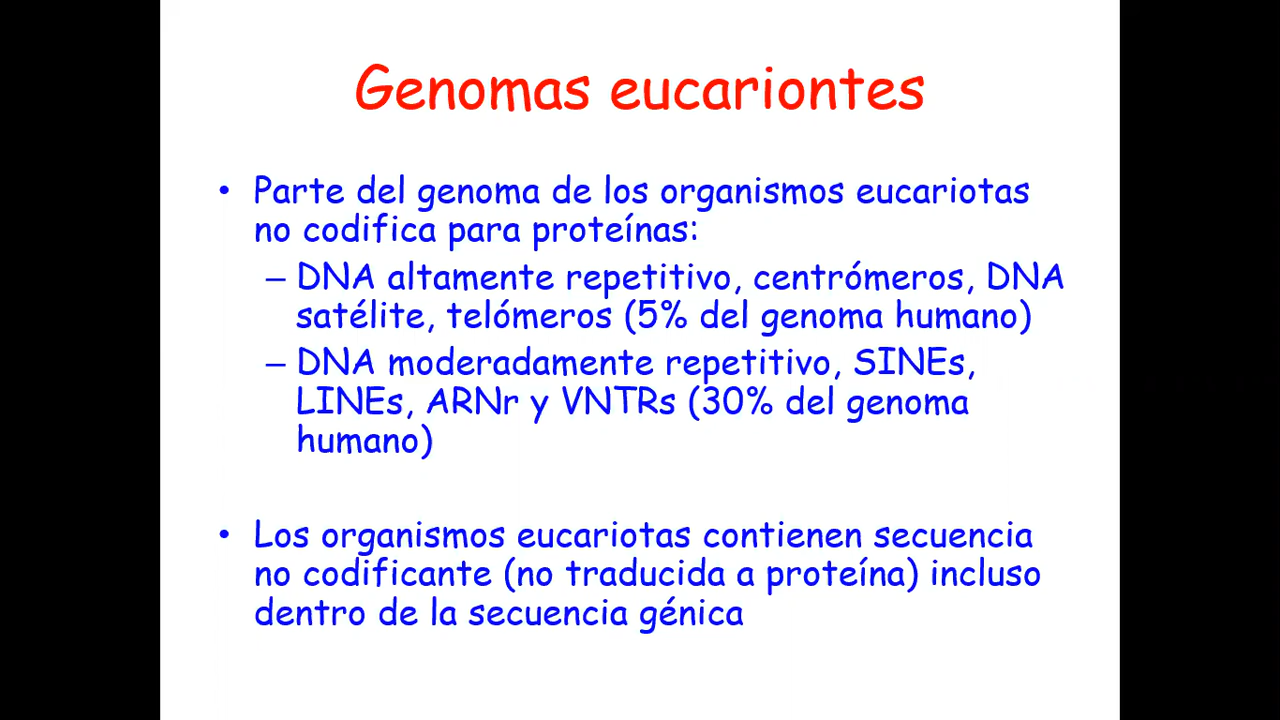 Genomas eucariontes
• Parte del genoma de los organismos eucariotas
no codifica para proteínas:
– DNA altamente repetitivo, centrómeros, DNA
satélite, telómeros (5% del genoma humano)
– DNA moderadamente repetitivo, SINEs,
LINEs, ARNr y VNTRs (30% del genoma
humano)
• Los organismos eucariotas contienen secuencia
no codificante (no traducida a proteína) incluso
dentro de la secuencia génica